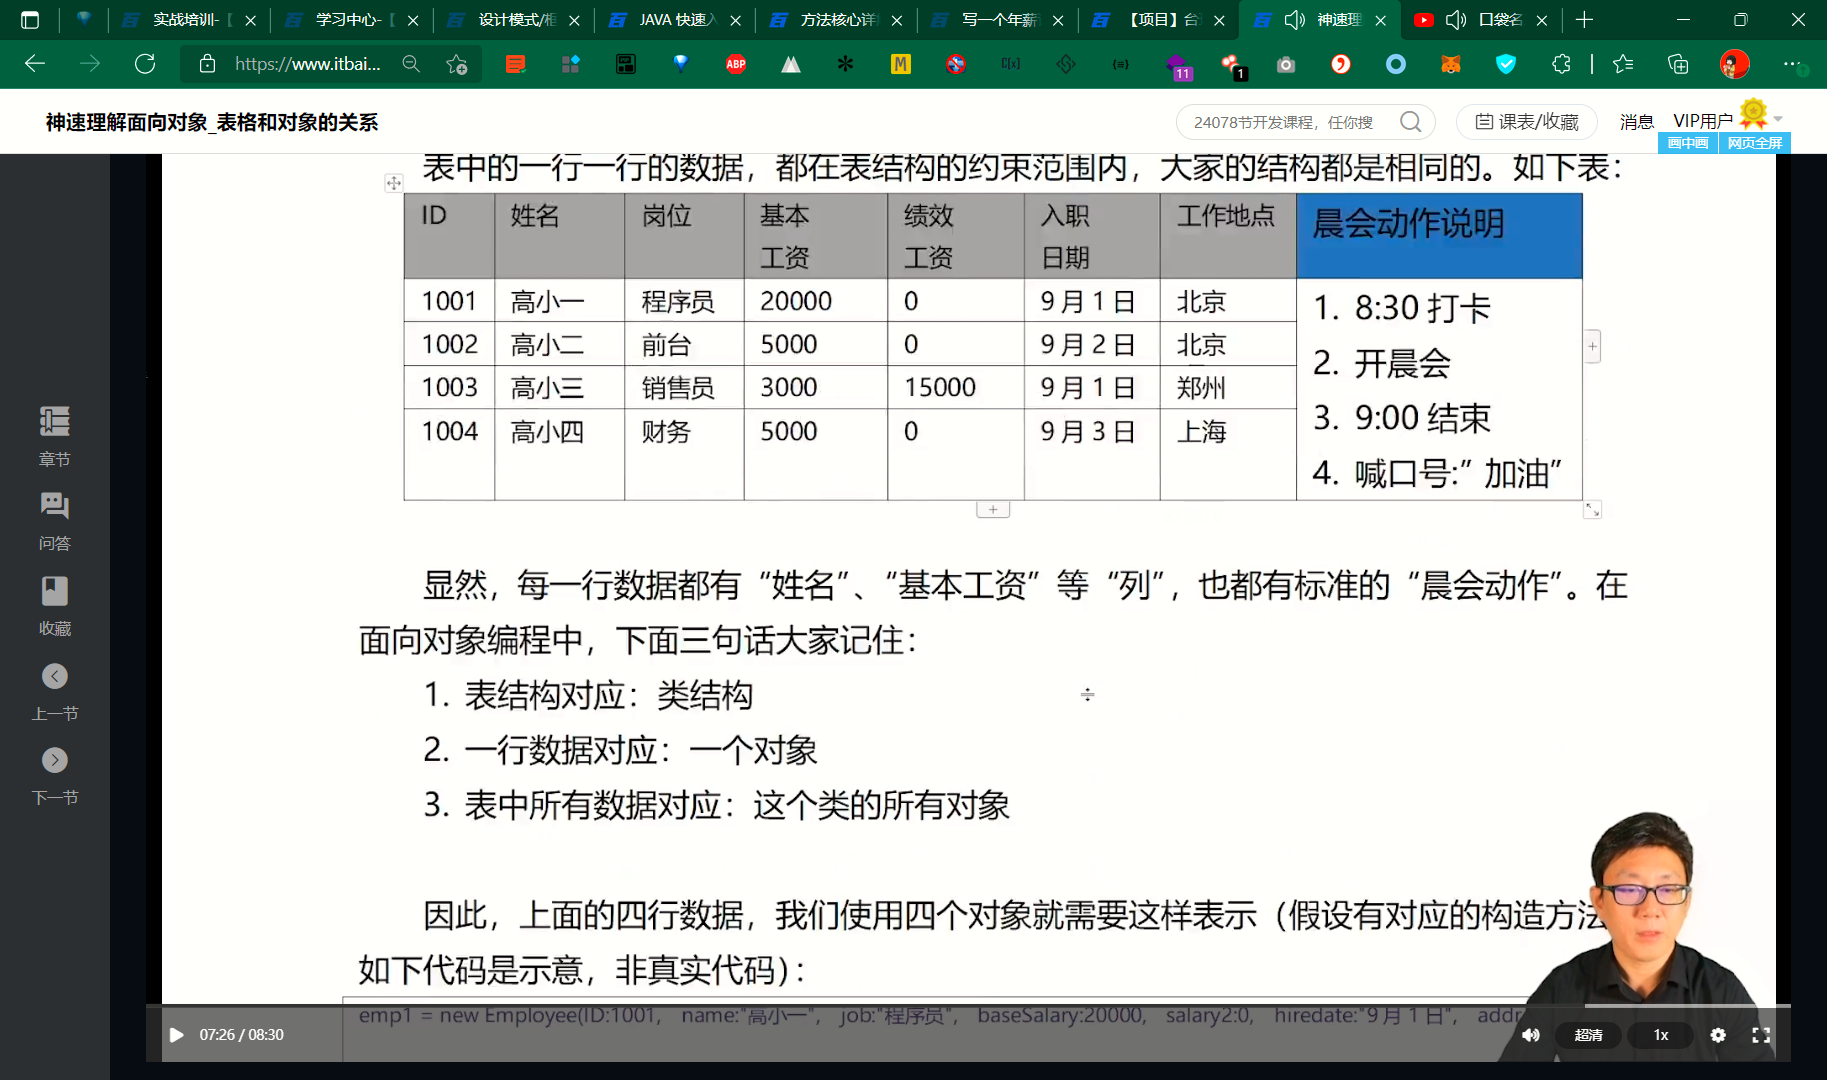 实战培训-
学习中心-
设计模式/框
JAVA 快速入
方法核心详
写一个年薪
【项目】台
神速理
口袋名
https://www.itbai...
ABP
M
11
1
神速理解面向对象_表格和对象的关系
24078节开发课程，任你搜
课表/收藏
消息
VIP用户
画中画
网页全屏
章节
问答
收藏
上一节
下一节
表中的一行一行的数据，都在表结构的约束范围内，大家的结构都是相同的。如下表：
ID 姓名 岗位 基本工资 绩效工资 入职日期 工作地点 晨会动作说明
1001 高小一 程序员 20000 0 9月1日 北京
1002 高小二 前台 5000 0 9月2日 北京
1003 高小三 销售员 3000 15000 9月1日 郑州
1004 高小四 财务 5000 0 9月3日 上海
1. 8:30 打卡
2. 开晨会
3. 9:00 结束
4. 喊口号:”加油”
显然，每一行数据都有“姓名”、“基本工资”等“列”，也都有标准的“晨会动作”。在
面向对象编程中，下面三句话大家记住：
1. 表结构对应：类结构
2. 一行数据对应：一个对象
3. 表中所有数据对应：这个类的所有对象
因此，上面的四行数据，我们使用四个对象就需要这样表示（假设有对应的构造方法
如下代码是示意，非真实代码）：
emp1 = new Employee(ID:1001, name:"高小一", job:"程序员", baseSalary:20000, salary2:0, hiredate:"9月1日", addr
07:26 / 08:30
超清
1x